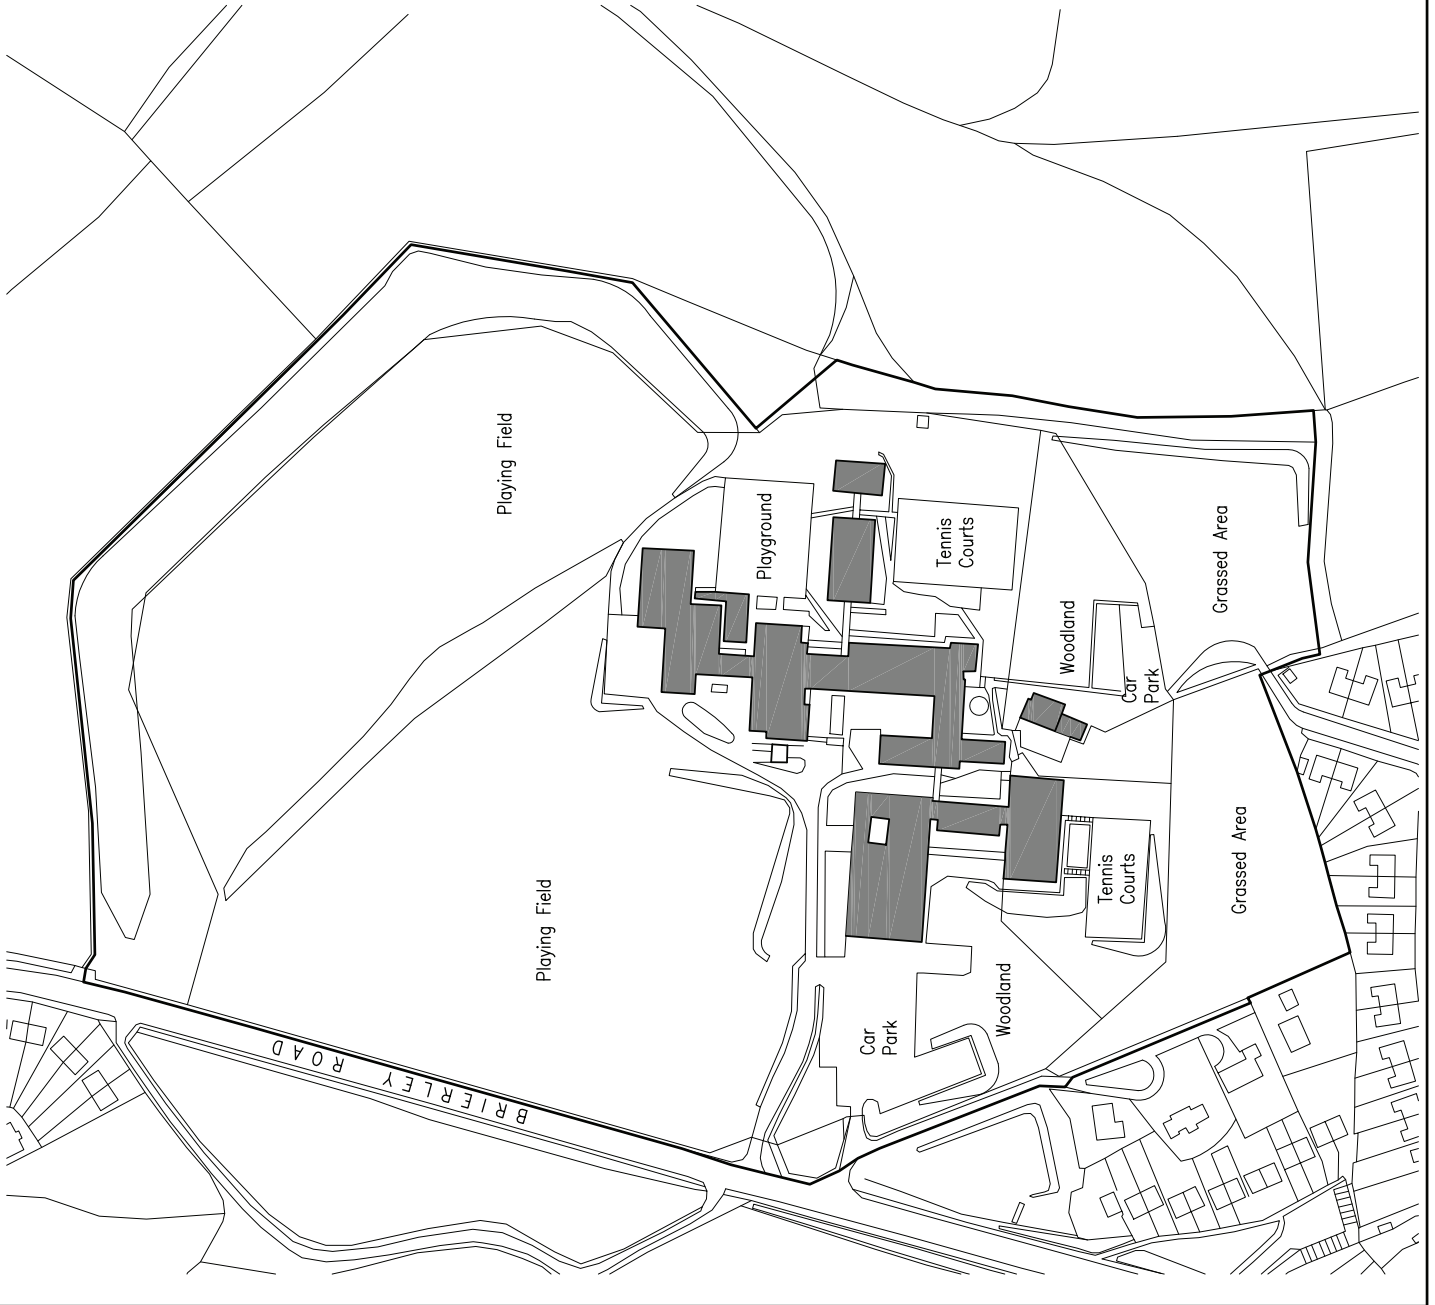 Playing Field
Playground
Tennis
Courts
Grassed Area
Woodland
Car
Park
Grassed Area
Tennis
Courts
Playing Field
Woodland
Car
Park
BRIERLEY ROAD